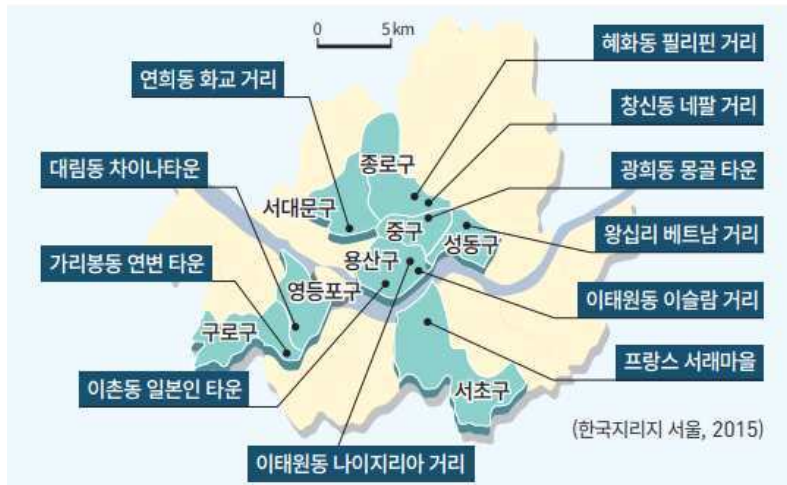 0 5 km
혜화동 필리핀 거리
연희동 화교 거리
창신동 네팔 거리
종로구
대림동 차이나타운
광희동 몽골 타운
서대문구
중구
성동구
왕십리 베트남 거리
가리봉동 연변 타운
용산구
영등포구
이태원동 이슬람 거리
구로구
프랑스 서래마을
이촌동 일본인 타운
서초구
(한국지리지 서울, 2015)
이태원동 나이지리아 거리